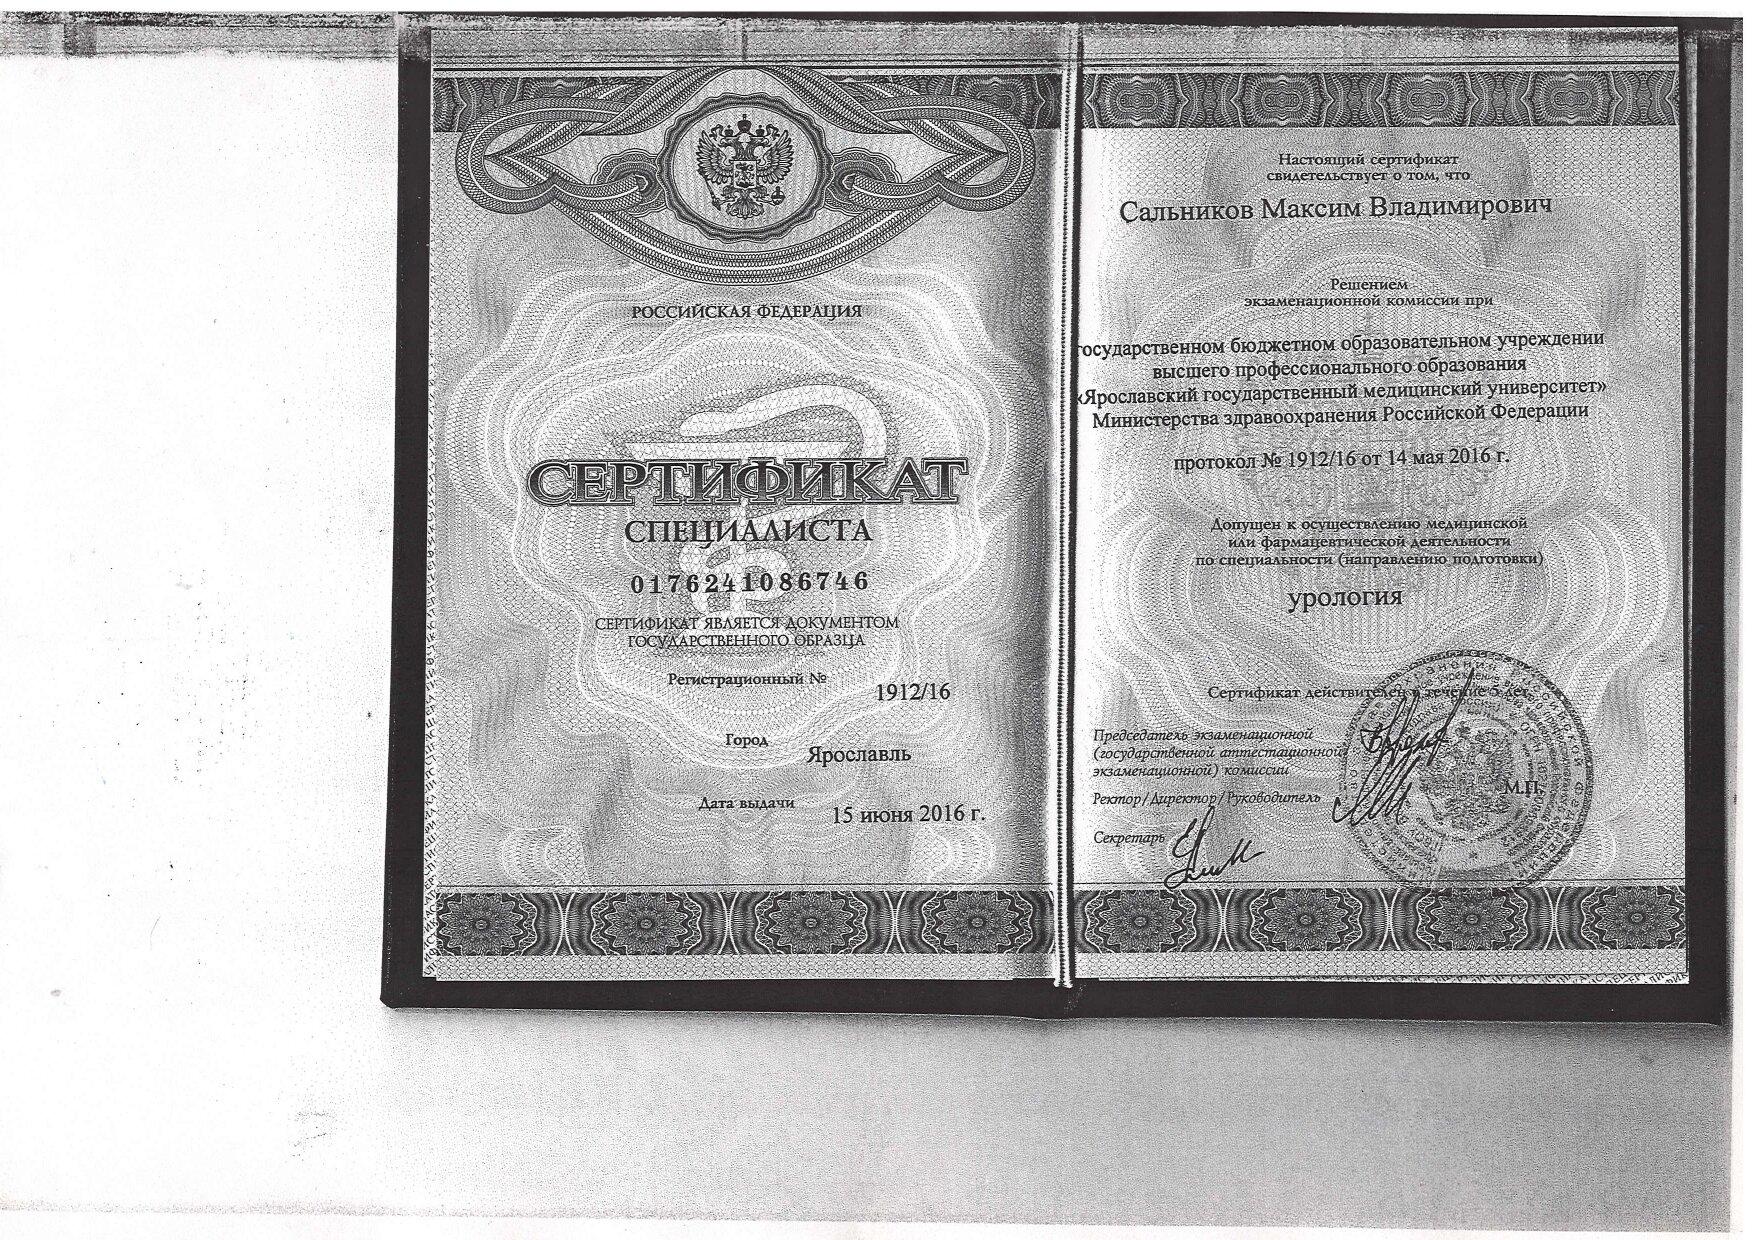 РОССИЙСКАЯ ФЕДЕРАЦИЯ
СЕРТИФИКАТ
СПЕЦИАЛИСТА
0176241086746
СЕРТИФИКАТ ЯВЛЯЕТСЯ ДОКУМЕНТОМ
ГОСУДАРСТВЕННОГО ОБРАЗЦА
Регистрационный №
1912/16
Город
Ярославль
Дата выдачи
15 июня 2016 г.
Настоящий сертификат
свидетельствует о том, что
Сальников Максим Владимирович
Решением
экзаменационной комиссии при
государственном бюджетном образовательном учреждении
высшего профессионального образования
«Ярославский государственный медицинский университет»
Министерства здравоохранения Российской Федерации
протокол № 1912/16 от 14 мая 2016 г.
Допущен к осуществлению медицинской
или фармацевтической деятельности
по специальности (направлению подготовки)
урология
Сертификат действителен в течение 5 лет
Председатель экзаменационной
(государственной аттестационной
экзаменационной) комиссии
Ректор/Директор/Руководитель
М.П.
Секретарь